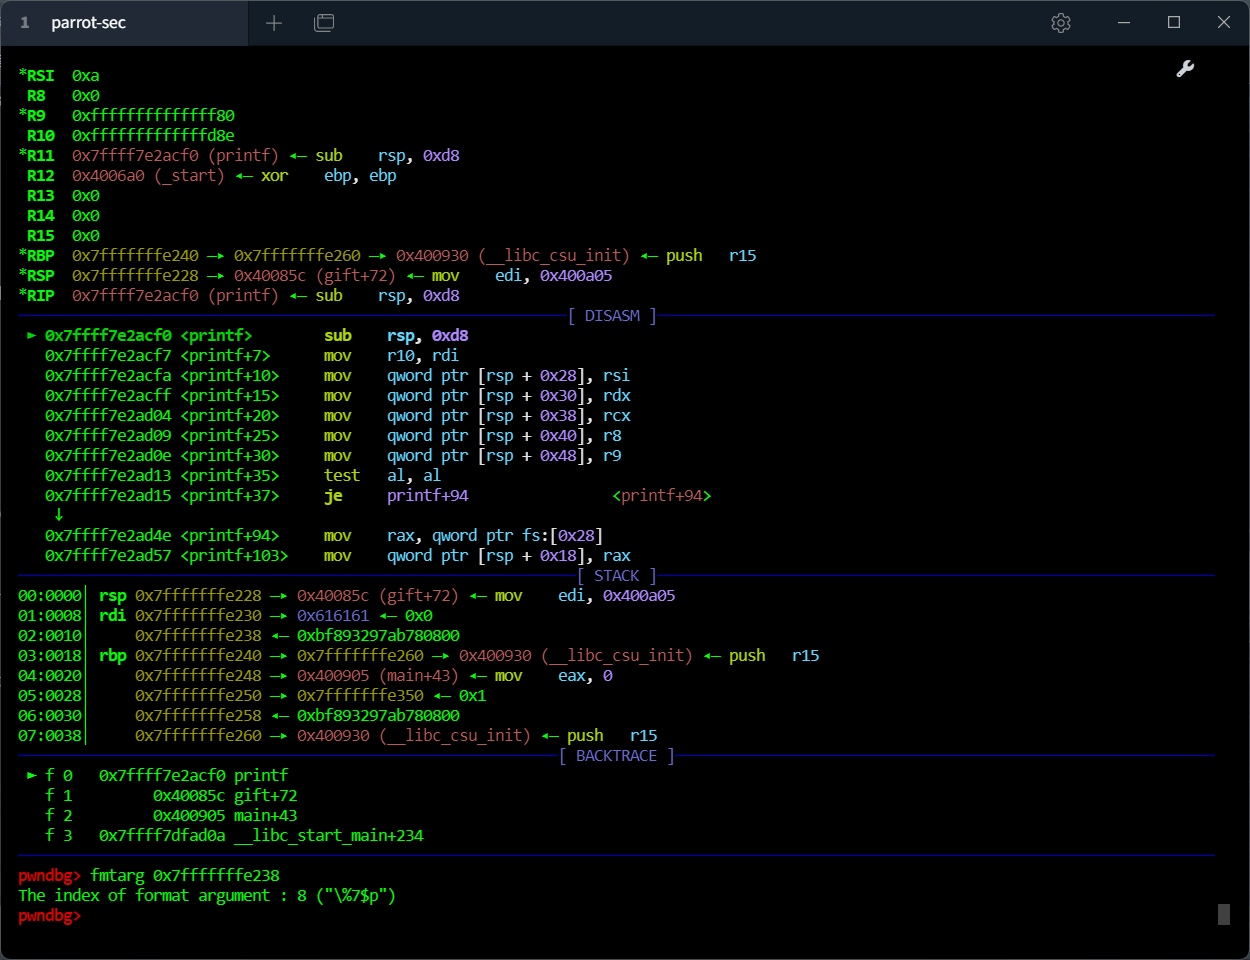 1 parrot-sec
*RSI 0xa
R8 0x0
*R9 0xffffffffffffff80
R10 0xfffffffffffffd8e
*R11 0x7ffff7e2acf0 (printf) ◂— sub rsp, 0xd8
R12 0x4006a0 (_start) ◂— xor ebp, ebp
R13 0x0
R14 0x0
R15 0x0
*RBP 0x7fffffffe240 —▸ 0x7fffffffe260 —▸ 0x400930 (__libc_csu_init) ◂— push r15
*RSP 0x7fffffffe228 —▸ 0x40085c (gift+72) ◂— mov edi, 0x400a05
*RIP 0x7ffff7e2acf0 (printf) ◂— sub rsp, 0xd8
[ DISASM ]
► 0x7ffff7e2acf0 <printf> sub rsp, 0xd8
0x7ffff7e2acf7 <printf+7> mov r10, rdi
0x7ffff7e2acfa <printf+10> mov qword ptr [rsp + 0x28], rsi
0x7ffff7e2acff <printf+15> mov qword ptr [rsp + 0x30], rdx
0x7ffff7e2ad04 <printf+20> mov qword ptr [rsp + 0x38], rcx
0x7ffff7e2ad09 <printf+25> mov qword ptr [rsp + 0x40], r8
0x7ffff7e2ad0e <printf+30> mov qword ptr [rsp + 0x48], r9
0x7ffff7e2ad13 <printf+35> test al, al
0x7ffff7e2ad15 <printf+37> je printf+94 <printf+94>
↓
0x7ffff7e2ad4e <printf+94> mov rax, qword ptr fs:[0x28]
0x7ffff7e2ad57 <printf+103> mov qword ptr [rsp + 0x18], rax
[ STACK ]
00:0000│ rsp 0x7fffffffe228 —▸ 0x40085c (gift+72) ◂— mov edi, 0x400a05
01:0008│ rdi 0x7fffffffe230 —▸ 0x616161 ◂— 0x0
02:0010│ 0x7fffffffe238 ◂— 0xbf893297ab780800
03:0018│ rbp 0x7fffffffe240 —▸ 0x7fffffffe260 —▸ 0x400930 (__libc_csu_init) ◂— push r15
04:0020│ 0x7fffffffe248 —▸ 0x400905 (main+43) ◂— mov eax, 0
05:0028│ 0x7fffffffe250 —▸ 0x7fffffffe350 ◂— 0x1
06:0030│ 0x7fffffffe258 ◂— 0xbf893297ab780800
07:0038│ 0x7fffffffe260 —▸ 0x400930 (__libc_csu_init) ◂— push r15
[ BACKTRACE ]
► f 0 0x7ffff7e2acf0 printf
f 1 0x40085c gift+72
f 2 0x400905 main+43
f 3 0x7ffff7dfad0a __libc_start_main+234
pwndbg> fmtarg 0x7fffffffe238
The index of format argument : 8 ("\%7$p")
pwndbg>